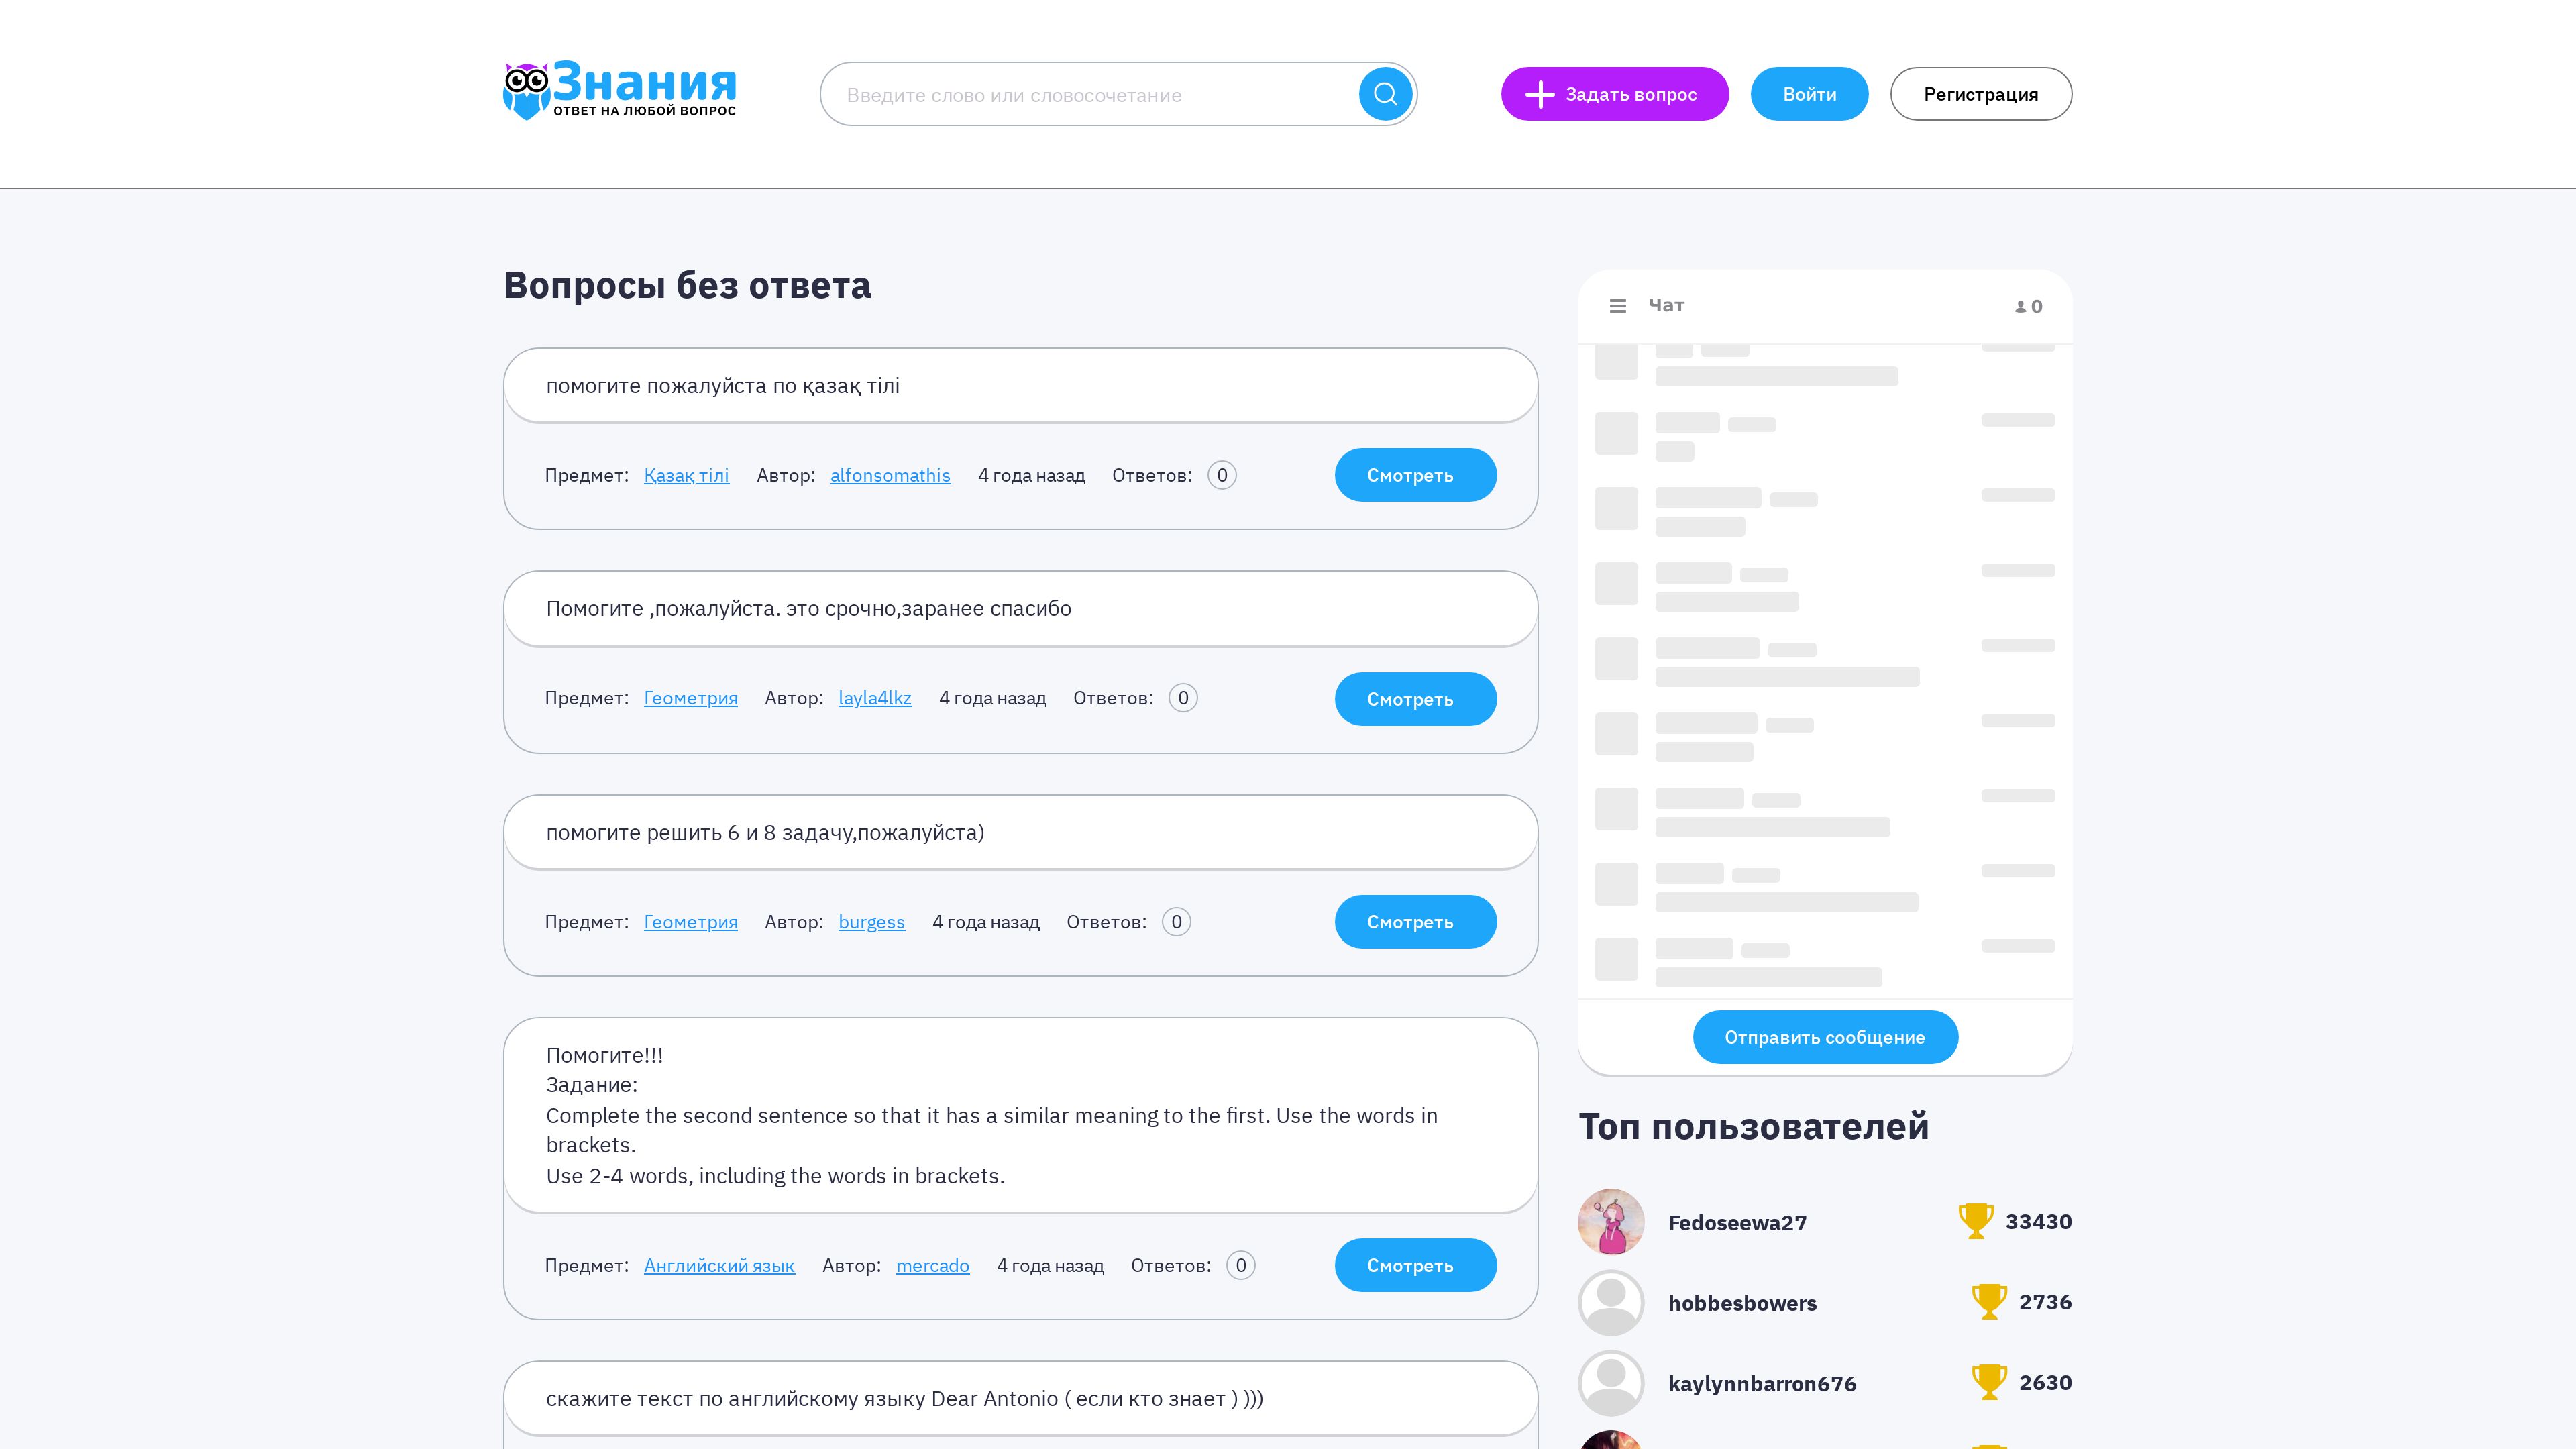 Знания
ОТВЕТ НА ЛЮБОЙ ВОПРОС
Введите слово или словосочетание
Задать вопрос
Войти
Регистрация
Вопросы без ответа
помогите пожалуйста по қазақ тілі
Предмет: Қазақ тілі Автор: alfonsomathis 4 года назад Ответов: 0
Смотреть
Помогите ,пожалуйста. это срочно,заранее спасибо
Предмет: Геометрия Автор: layla4lkz 4 года назад Ответов: 0
Смотреть
помогите решить 6 и 8 задачу,пожалуйста)
Предмет: Геометрия Автор: burgess 4 года назад Ответов: 0
Смотреть
Помогите!!!
Задание:
Complete the second sentence so that it has a similar meaning to the first. Use the words in
brackets.
Use 2-4 words, including the words in brackets.
Предмет: Английский язык Автор: mercado 4 года назад Ответов: 0
Смотреть
скажите текст по английскому языку Dear Antonio ( если кто знает ) )))
Чат
0
Отправить сообщение
Топ пользователей
Fedoseewa27 33430
hobbesbowers 2736
kaylynnbarron676 2630